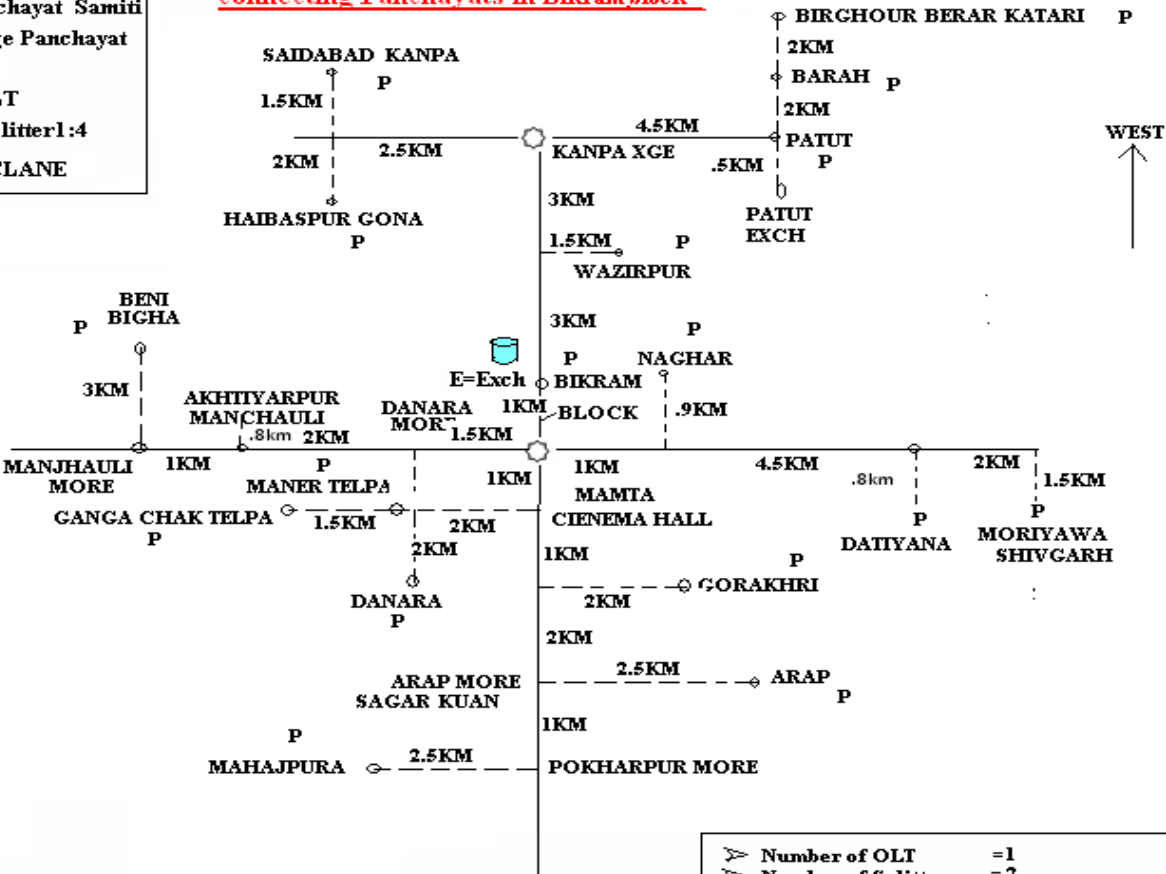 chayat Samiti
ge Panchayat
LT
litter1:4
CLANE
connecting Panchayats in Bikram block
BIRGHOUR BERAR KATARI P
2KM
SAIDABAD KANPA
P
BARAH P
1.5KM
2KM
4.5KM
WEST
2KM
2.5KM
KANPA XGE
PATUT
P
.5KM
3KM
HAIBASPUR GONA
P
PATUT
EXCH
1.5KM
P
WAZIRPUR
BENI
BIGHA
P
3KM
P
P
NAGHAR
E=Exch
BIKRAM
3KM
AKHTIYARPUR
MANCHAULI
DANARA
MORE
1KM
BLOCK
.9KM
.8km
2KM
1.5KM
MANJHAULI
MORE
1KM
P
1KM
1KM
4.5KM
2KM
.8km
1.5KM
MANER TELPA
MAMTA
CIENEMA HALL
GANGA CHAK TELPA
P
1.5KM
2KM
P
P
DATIYANA
MORIYAWA
SHIVGARH
2KM
1KM
P
GORAKHRI
2KM
DANARA
P
2KM
2.5KM
ARAP MORE
SAGAR KUAN
ARAP
P
1KM
P
MAHAJPURA
2.5KM
POKHARPUR MORE
Number of OLT =1